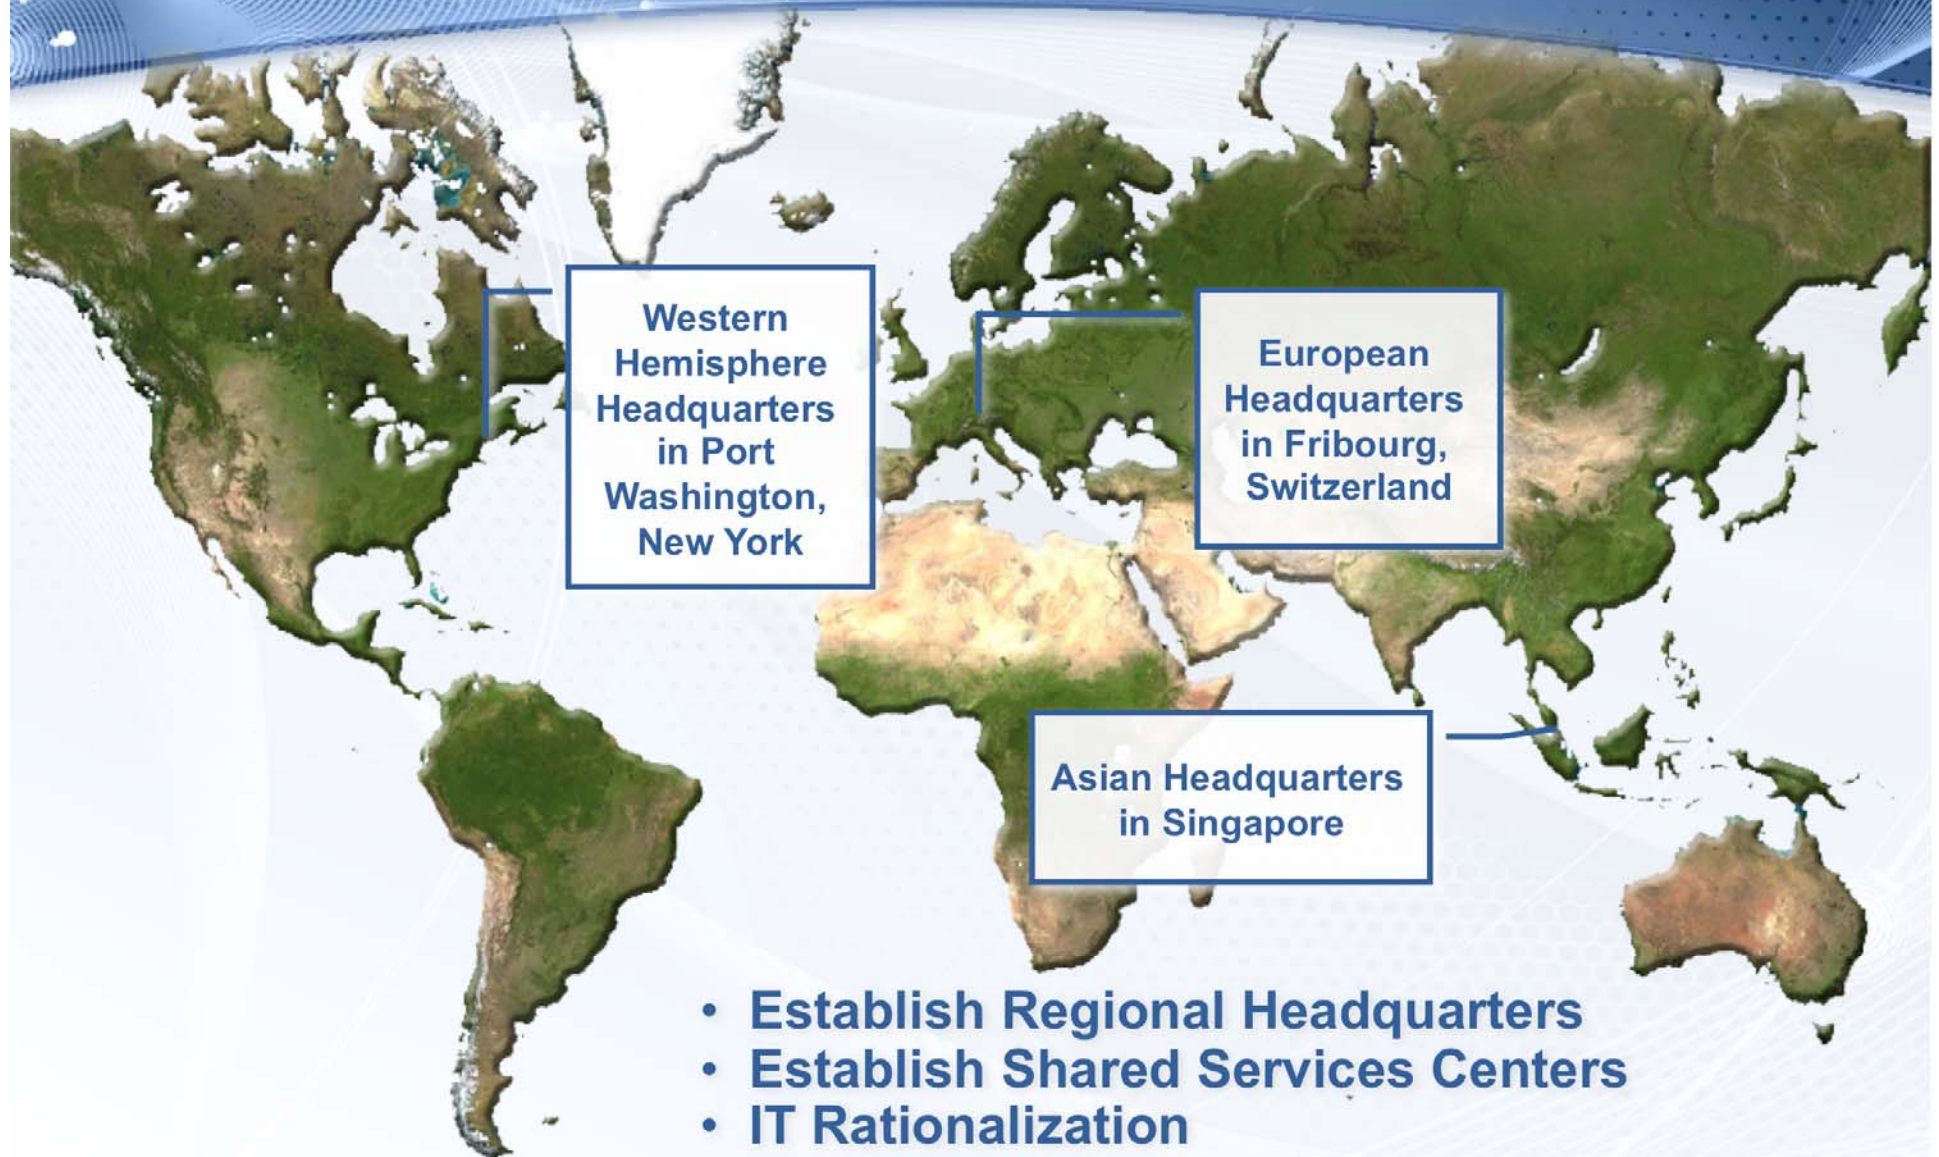 Western
Hemisphere
Headquarters
in Port
Washington,
New York
European
Headquarters
in Fribourg,
Switzerland
Asian Headquarters
in Singapore
• Establish Regional Headquarters
• Establish Shared Services Centers
• IT Rationalization